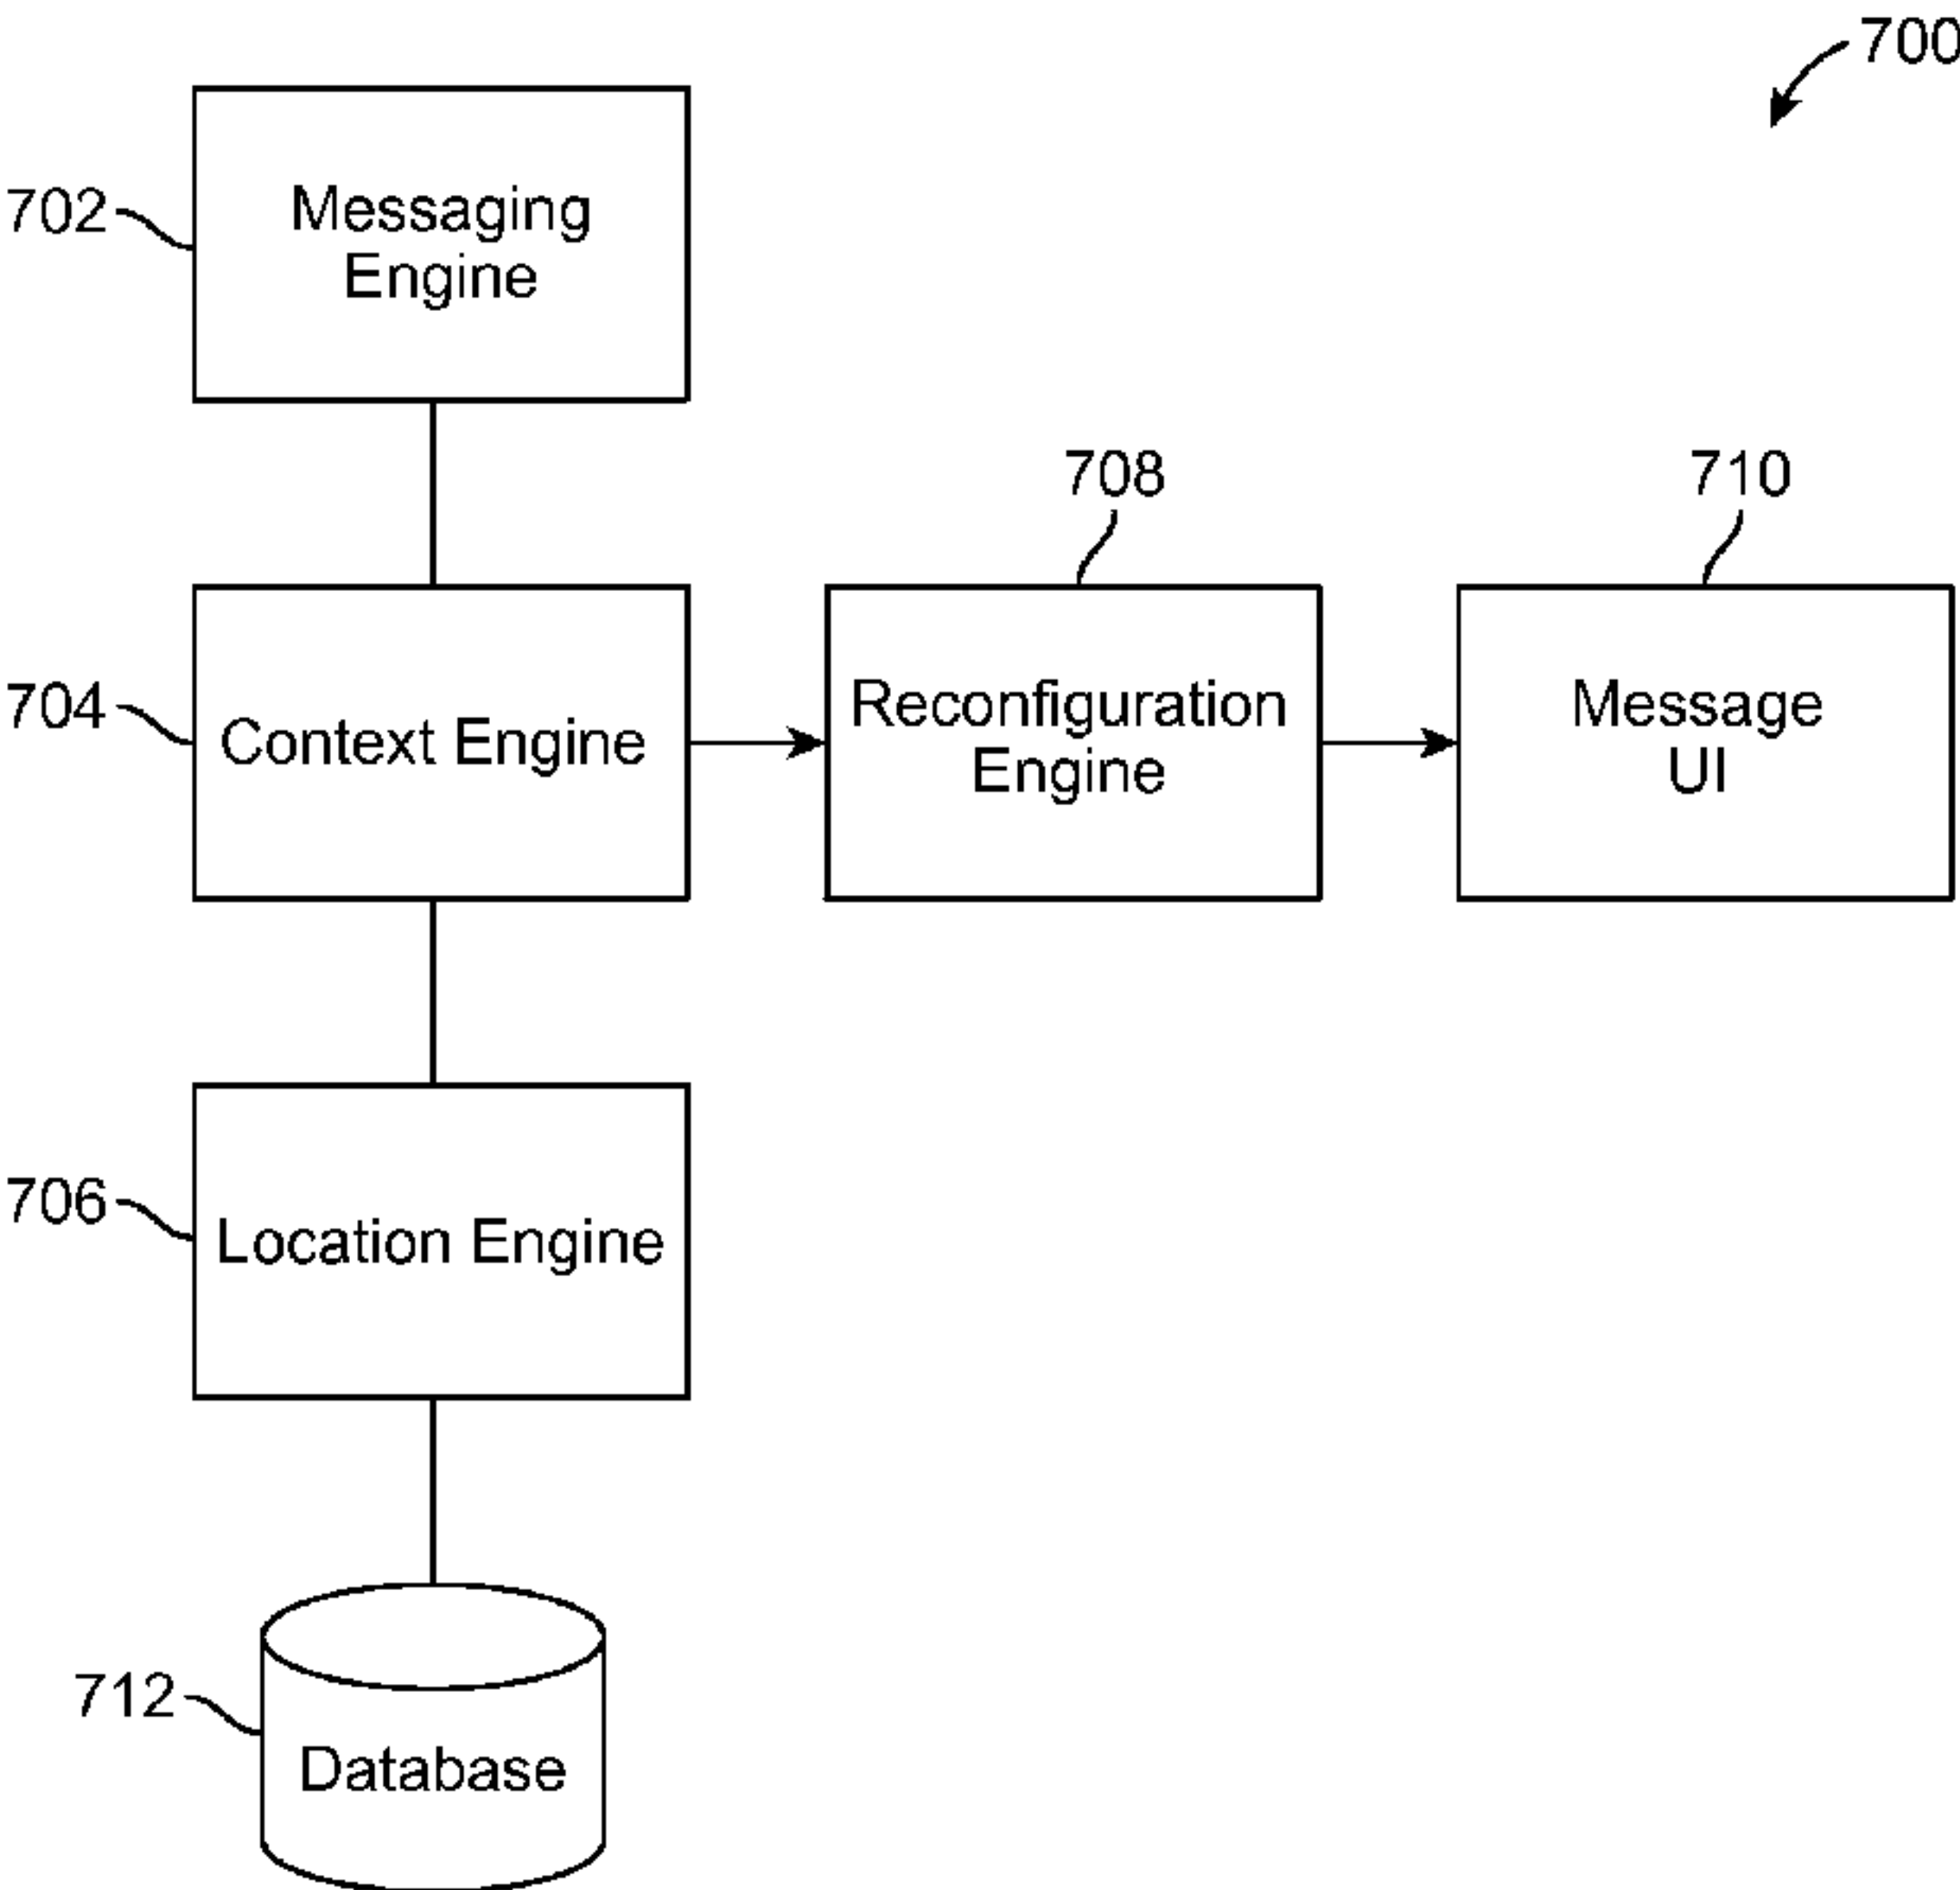 700
702
Messaging
Engine
708
710
704
Context Engine
Reconfiguration
Engine
Message
UI
706
Location Engine
712
Database